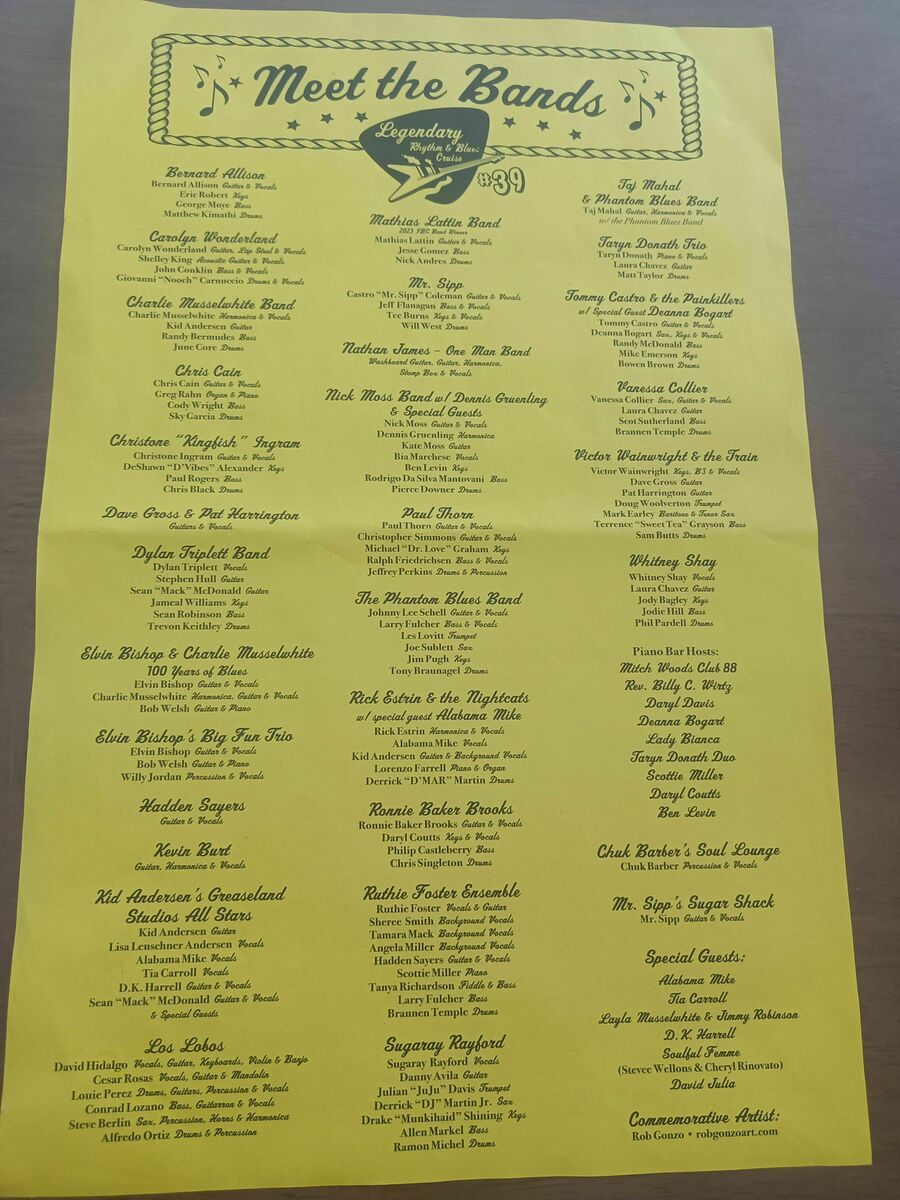 Meet the Bands
Legendary
Rhythm & Blues
Cruise
#39
Bernard Allison
Bernard Allison Guitar & Vocals
Eric Robert Keys
George Moye Bass
Matthew Kimathi Drums
Carolyn Wonderland
Carolyn Wonderland Guitar, Lap Steel & Vocals
Shelley King Acoustic Guitar & Vocals
John Conklin Bass & Vocals
Giovanni "Nooch" Carnuccio Drums & Vocals
Charlie Musselwhite Band
Charlie Musselwhite Harmonica & Vocals
Kid Andersen Guitar
Randy Bermudes Bass
June Core Drums
Chris Cain
Chris Cain Guitar & Vocals
Greg Rahn Organ & Piano
Cody Wright Bass
Sky Garcia Drums
Christone "Kingfish" Ingram
Christone Ingram Guitar & Vocals
DeShawn "D'Vibes" Alexander Keys
Paul Rogers Bass
Chris Black Drums
Dave Gross & Pat Harrington
Guitars & Vocals
Dylan Triplett Band
Dylan Triplett Vocals
Stephen Hull Guitar
Sean "Mack" McDonald Guitar
Jameal Williams Keys
Sean Robinson Bass
Trevon Keithley Drums
Elvin Bishop & Charlie Musselwhite
100 Years of Blues
Elvin Bishop Guitar & Vocals
Charlie Musselwhite Harmonica, Guitar & Vocals
Bob Welsh Guitar & Piano
Elvin Bishop's Big Fun Trio
Elvin Bishop Guitar & Vocals
Bob Welsh Guitar & Piano
Willy Jordan Percussion & Vocals
Hadden Sayers
Guitar & Vocals
Kevin Burt
Guitar, Harmonica & Vocals
Kid Andersen's Greaseland
Studios All Stars
Kid Andersen Guitar
Lisa Leuschner Andersen Vocals
Alabama Mike Vocals
Tia Carroll Vocals
D.K. Harrell Guitar & Vocals
Sean "Mack" McDonald Guitar & Vocals
& Special Guests
Los Lobos
David Hidalgo Vocals, Guitar, Keyboards, Violin & Banjo
Cesar Rosas Vocals, Guitar & Mandolin
Louie Perez Drums, Guitars, Percussion & Vocals
Conrad Lozano Bass, Guitarron & Vocals
Steve Berlin Sax, Percussion, Horns & Harmonica
Alfredo Ortiz Drums & Percussion
Mathias Lattin Band
2023 IBC Band Winner
Mathias Lattin Guitar & Vocals
Jesse Gomez Bass
Nick Andres Drums
Mr. Sipp
Castro "Mr. Sipp" Coleman Guitar & Vocals
Jeff Flanagan Bass & Vocals
Tee Burns Keys & Vocals
Will West Drums
Nathan James - One Man Band
Washboard Guitar, Guitar, Harmonica,
Stomp Box & Vocals
Nick Moss Band w/ Dennis Gruenling
& Special Guests
Nick Moss Guitar & Vocals
Dennis Gruenling Harmonica
Kate Moss Guitar
Bia Marchese Vocals
Ben Levin Keys
Rodrigo Da Silva Mantovani Bass
Pierce Downer Drums
Paul Thorn
Paul Thorn Guitar & Vocals
Christopher Simmons Guitar & Vocals
Michael "Dr. Love" Graham Keys
Ralph Friedrichsen Bass & Vocals
Jeffrey Perkins Drums & Percussion
The Phantom Blues Band
Johnny Lee Schell Guitar & Vocals
Larry Fulcher Bass & Vocals
Les Lovitt Trumpet
Joe Sublett Sax
Jim Pugh Keys
Tony Braunagel Drums
Rick Estrin & the Nightcats
w/ special guest Alabama Mike
Rick Estrin Harmonica & Vocals
Alabama Mike Vocals
Kid Andersen Guitar & Background Vocals
Lorenzo Farrell Piano & Organ
Derrick "D'MAR" Martin Drums
Ronnie Baker Brooks
Ronnie Baker Brooks Guitar & Vocals
Daryl Coutts Keys & Vocals
Philip Castleberry Bass
Chris Singleton Drums
Ruthie Foster Ensemble
Ruthie Foster Vocals & Guitar
Sheree Smith Background Vocals
Tamara Mack Background Vocals
Angela Miller Background Vocals
Hadden Sayers Guitar & Vocals
Scottie Miller Piano
Tanya Richardson Fiddle & Bass
Larry Fulcher Bass
Brannen Temple Drums
Sugaray Rayford
Sugaray Rayford Vocals
Danny Avila Guitar
Julian "JuJu" Davis Trumpet
Derrick "DJ" Martin Jr. Sax
Drake "Munkihaid" Shining Keys
Allen Markel Bass
Ramon Michel Drums
Taj Mahal
& Phantom Blues Band
Taj Mahal Guitar, Harmonica & Vocals
w/ the Phantom Blues Band
Taryn Donath Trio
Taryn Donath Piano & Vocals
Laura Chavez Guitar
Matt Taylor Drums
Tommy Castro & the Painkillers
w/ Special Guest Deanna Bogart
Tommy Castro Guitar & Vocals
Deanna Bogart Sax, Keys & Vocals
Randy McDonald Bass
Mike Emerson Keys
Bowen Brown Drums
Vanessa Collier
Vanessa Collier Sax, Guitar & Vocals
Laura Chavez Guitar
Scot Sutherland Bass
Brannen Temple Drums
Victor Wainwright & the Train
Victor Wainwright Keys, B3 & Vocals
Dave Gross Guitar
Pat Harrington Guitar
Doug Woolverton Trumpet
Mark Earley Baritone & Tenor Sax
Terrence "Sweet Tea" Grayson Bass
Sam Butts Drums
Whitney Shay
Whitney Shay Vocals
Laura Chavez Guitar
Jody Bagley Keys
Jodie Hill Bass
Phil Pardell Drums
Piano Bar Hosts:
Mitch Woods Club 88
Rev. Billy C. Wirtz
Daryl Davis
Deanna Bogart
Lady Bianca
Taryn Donath Duo
Scottie Miller
Daryl Coutts
Ben Levin
Chuk Barber's Soul Lounge
Chuk Barber Percussion & Vocals
Mr. Sipp's Sugar Shack
Mr. Sipp Guitar & Vocals
Special Guests:
Alabama Mike
Tia Carroll
Layla Musselwhite & Jimmy Robinson
D.K. Harrell
Soulful Femme
(Stevee Wellons & Cheryl Rinovato)
David Julia
Commemorative Artist:
Rob Gonzo • robgonzoart.com